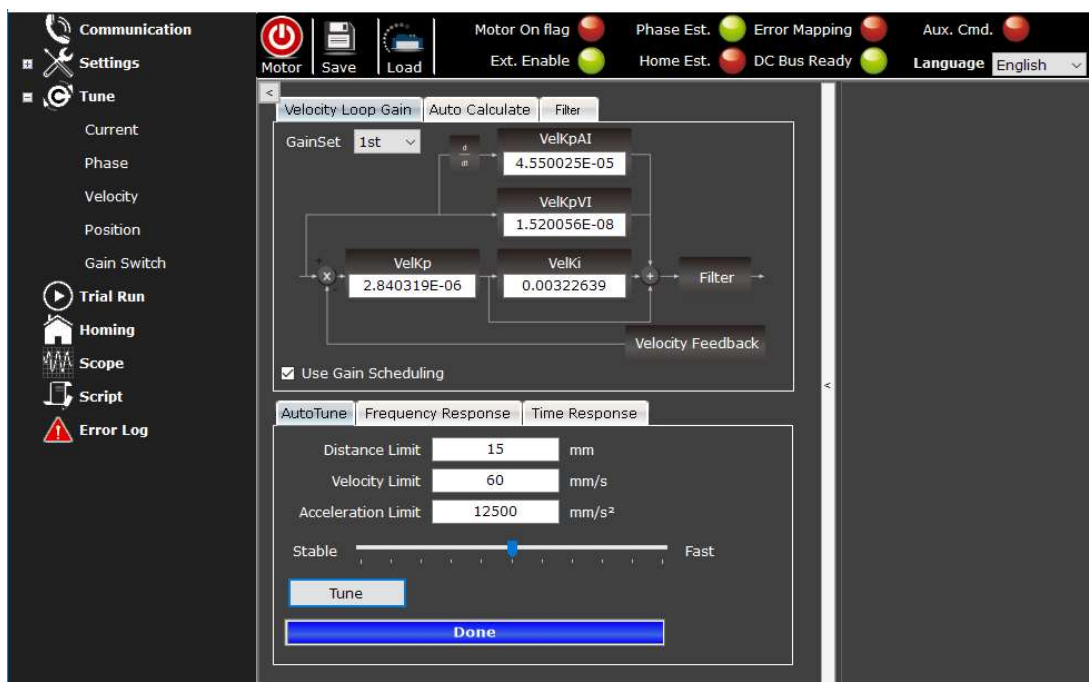 Communication
Settings
Tune
Current
Phase
Velocity
Position
Gain Switch
Trial Run
Homing
Scope
Script
Error Log
Motor
Save
Load
Motor On flag
Phase Est.
Error Mapping
Aux. Cmd.
Ext. Enable
Home Est.
DC Bus Ready
Language English
<
Velocity Loop Gain Auto Calculate Filter
GainSet 1st
d
dt
VelKpAI
4.550025E-05
VelKpVI
1.520056E-08
VelKp
2.840319E-06
VelKi
0.00322639
+
x
+
Filter
Velocity Feedback
Use Gain Scheduling
<
AutoTune Frequency Response Time Response
Distance Limit 15 mm
Velocity Limit 60 mm/s
Acceleration Limit 12500 mm/s²
Stable Fast
Tune
Done